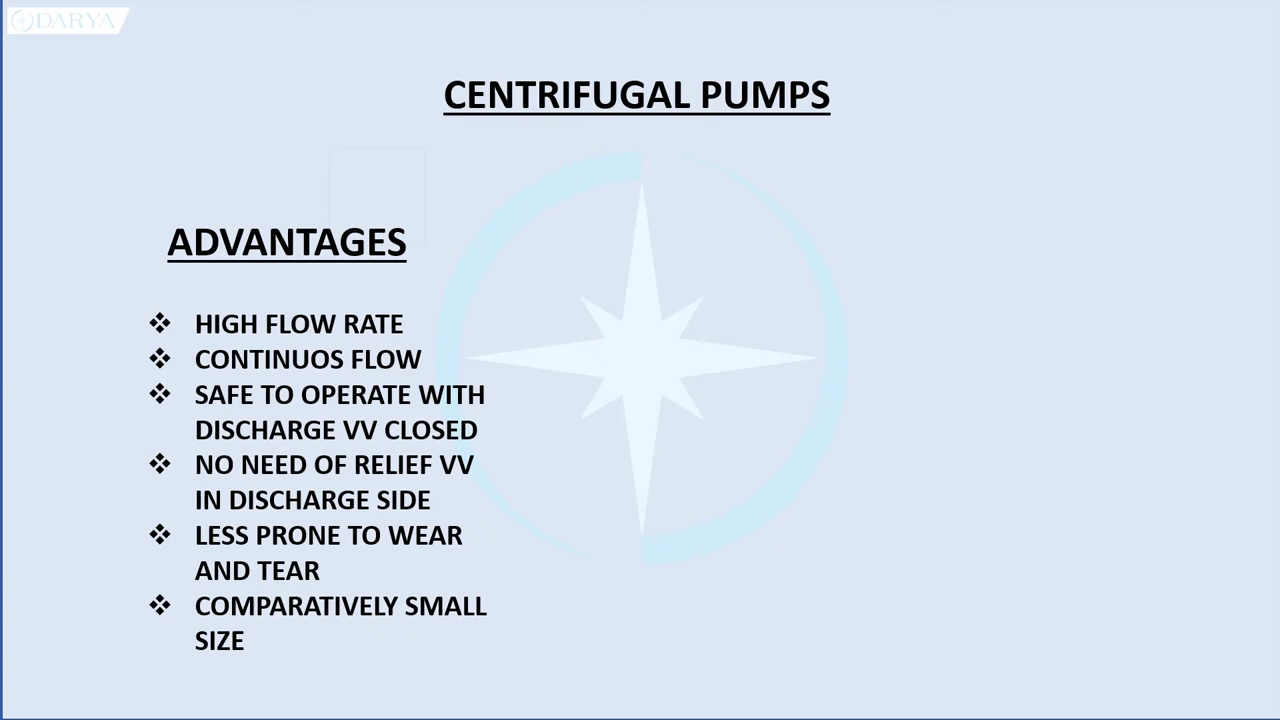 DARYA
CENTRIFUGAL PUMPS
ADVANTAGES
❖ HIGH FLOW RATE
❖ CONTINUOS FLOW
❖ SAFE TO OPERATE WITH
DISCHARGE VV CLOSED
❖ NO NEED OF RELIEF VV
IN DISCHARGE SIDE
❖ LESS PRONE TO WEAR
AND TEAR
❖ COMPARATIVELY SMALL
SIZE